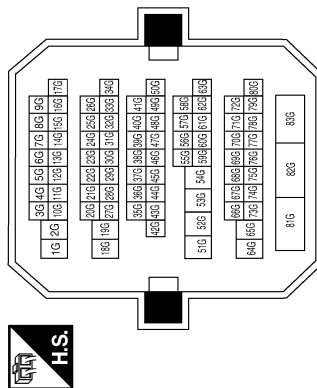 H.S.
3G 4G 5G 6G 7G 8G 9G
1G 2G 10G 11G 12G 13G 14G 15G 16G 17G
20G 21G 22G 23G 24G 25G 26G
18G 19G 27G 28G 29G 30G 31G 32G 33G 34G
35G 36G 37G 38G 39G 40G 41G
42G 43G 44G 45G 46G 47G 48G 49G 50G
55G 56G 57G 58G
51G 52G 53G 54G 59G 60G 61G 62G 63G
66G 67G 68G 69G 70G 71G 72G
64G 65G 73G 74G 75G 76G 77G 78G 79G 80G
81G 82G 83G